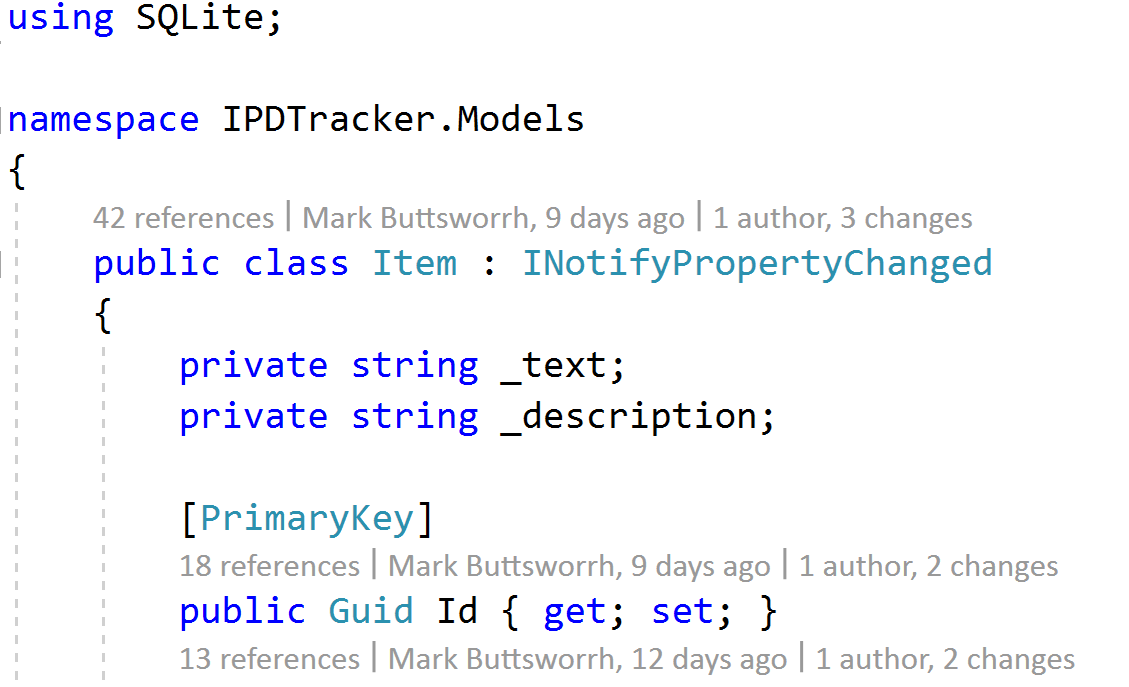 using SQLite;
namespace IPDTracker.Models
{
42 references | Mark Buttsworrh, 9 days ago | 1 author, 3 changes
public class Item : INotifyPropertyChanged
{
private string _text;
private string _description;
[PrimaryKey]
18 references | Mark Buttsworrh, 9 days ago | 1 author, 2 changes
public Guid Id { get; set; }
13 references | Mark Buttsworrh, 12 days ago | 1 author, 2 changes